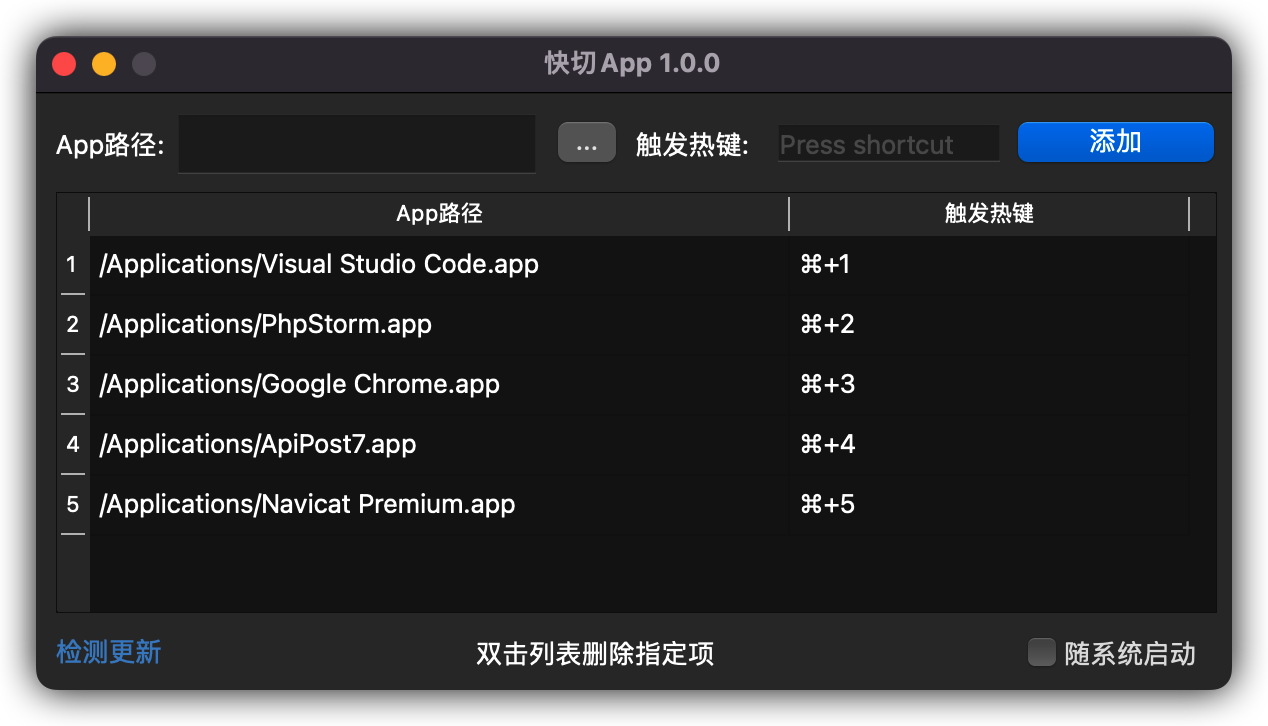 快切App 1.0.0
App路径: ... 触发热键: Press shortcut 添加
App路径 触发热键
1 /Applications/Visual Studio Code.app ⌘+1
2 /Applications/PhpStorm.app ⌘+2
3 /Applications/Google Chrome.app ⌘+3
4 /Applications/ApiPost7.app ⌘+4
5 /Applications/Navicat Premium.app ⌘+5
检测更新 双击列表删除指定项 随系统启动